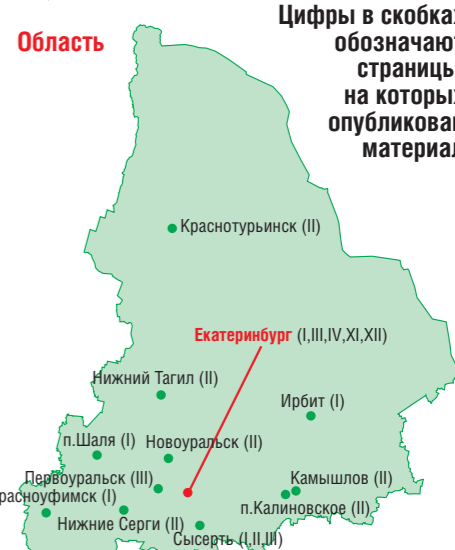 Цифры в скобках
обозначают
страницы
на которых
опубликован
материал
Область
Краснотурьинск (II)
Екатеринбург (I,III,IV,XI,XII)
Нижний Тагил (II)
Ирбит (I)
п.Шаля (I)
Новоуральск (II)
Первоуральск (III)
Камышлов (II)
расноуфимск (I)
п.Калиновское (II)
Нижние Серги (II)
Сысерть (I,II,III)